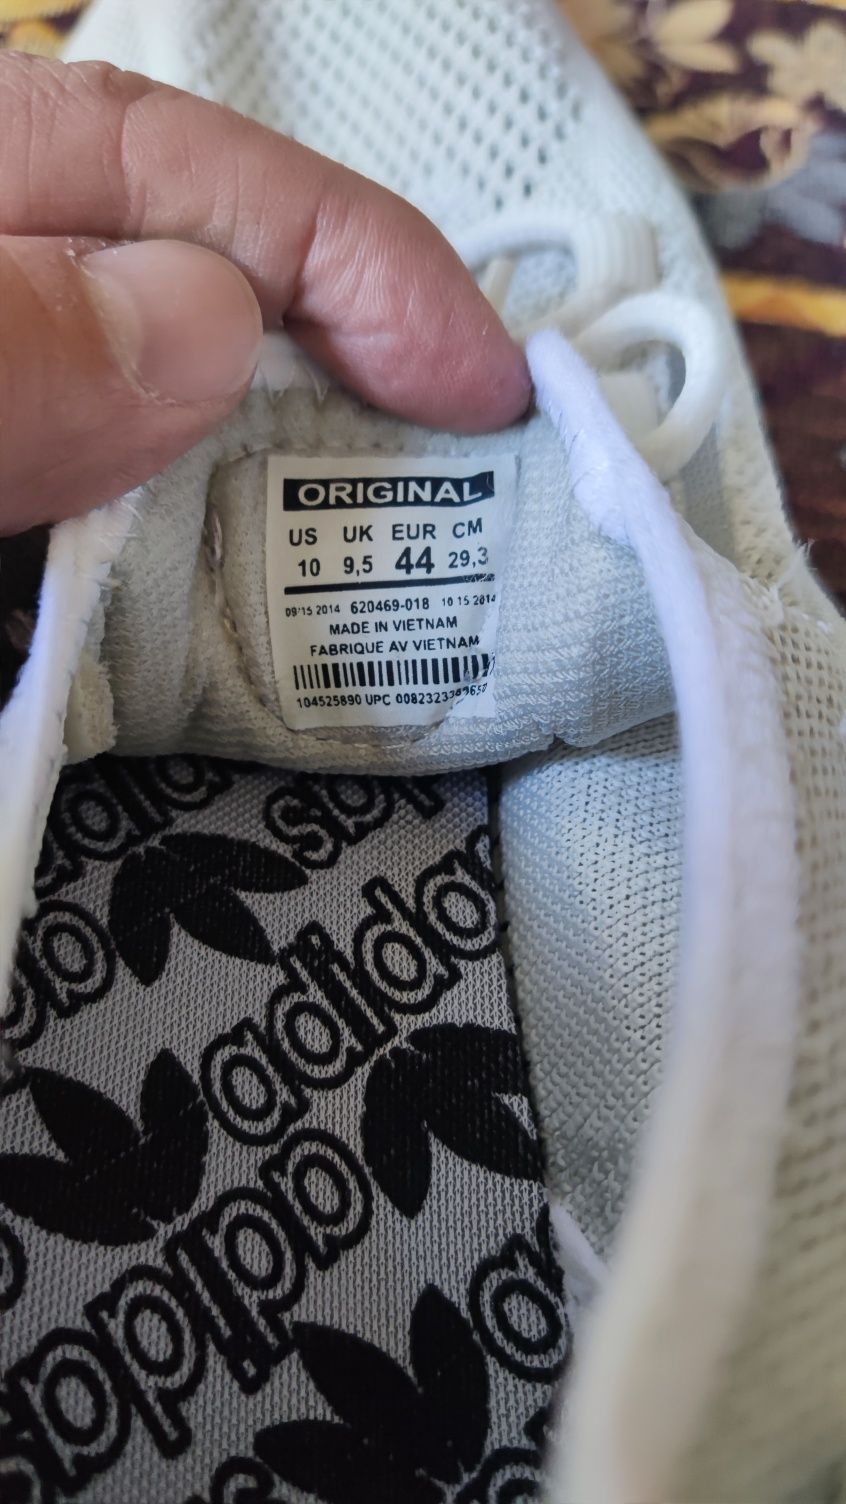 ORIGINAL
US UK EUR CM
10 9,5 44 29,3
09'15 2014 620469-018 10 15 2014
MADE IN VIETNAM
FABRIQUE AV VIETNAM
104525890 UPC
adidas
adidas
adidas
adidas